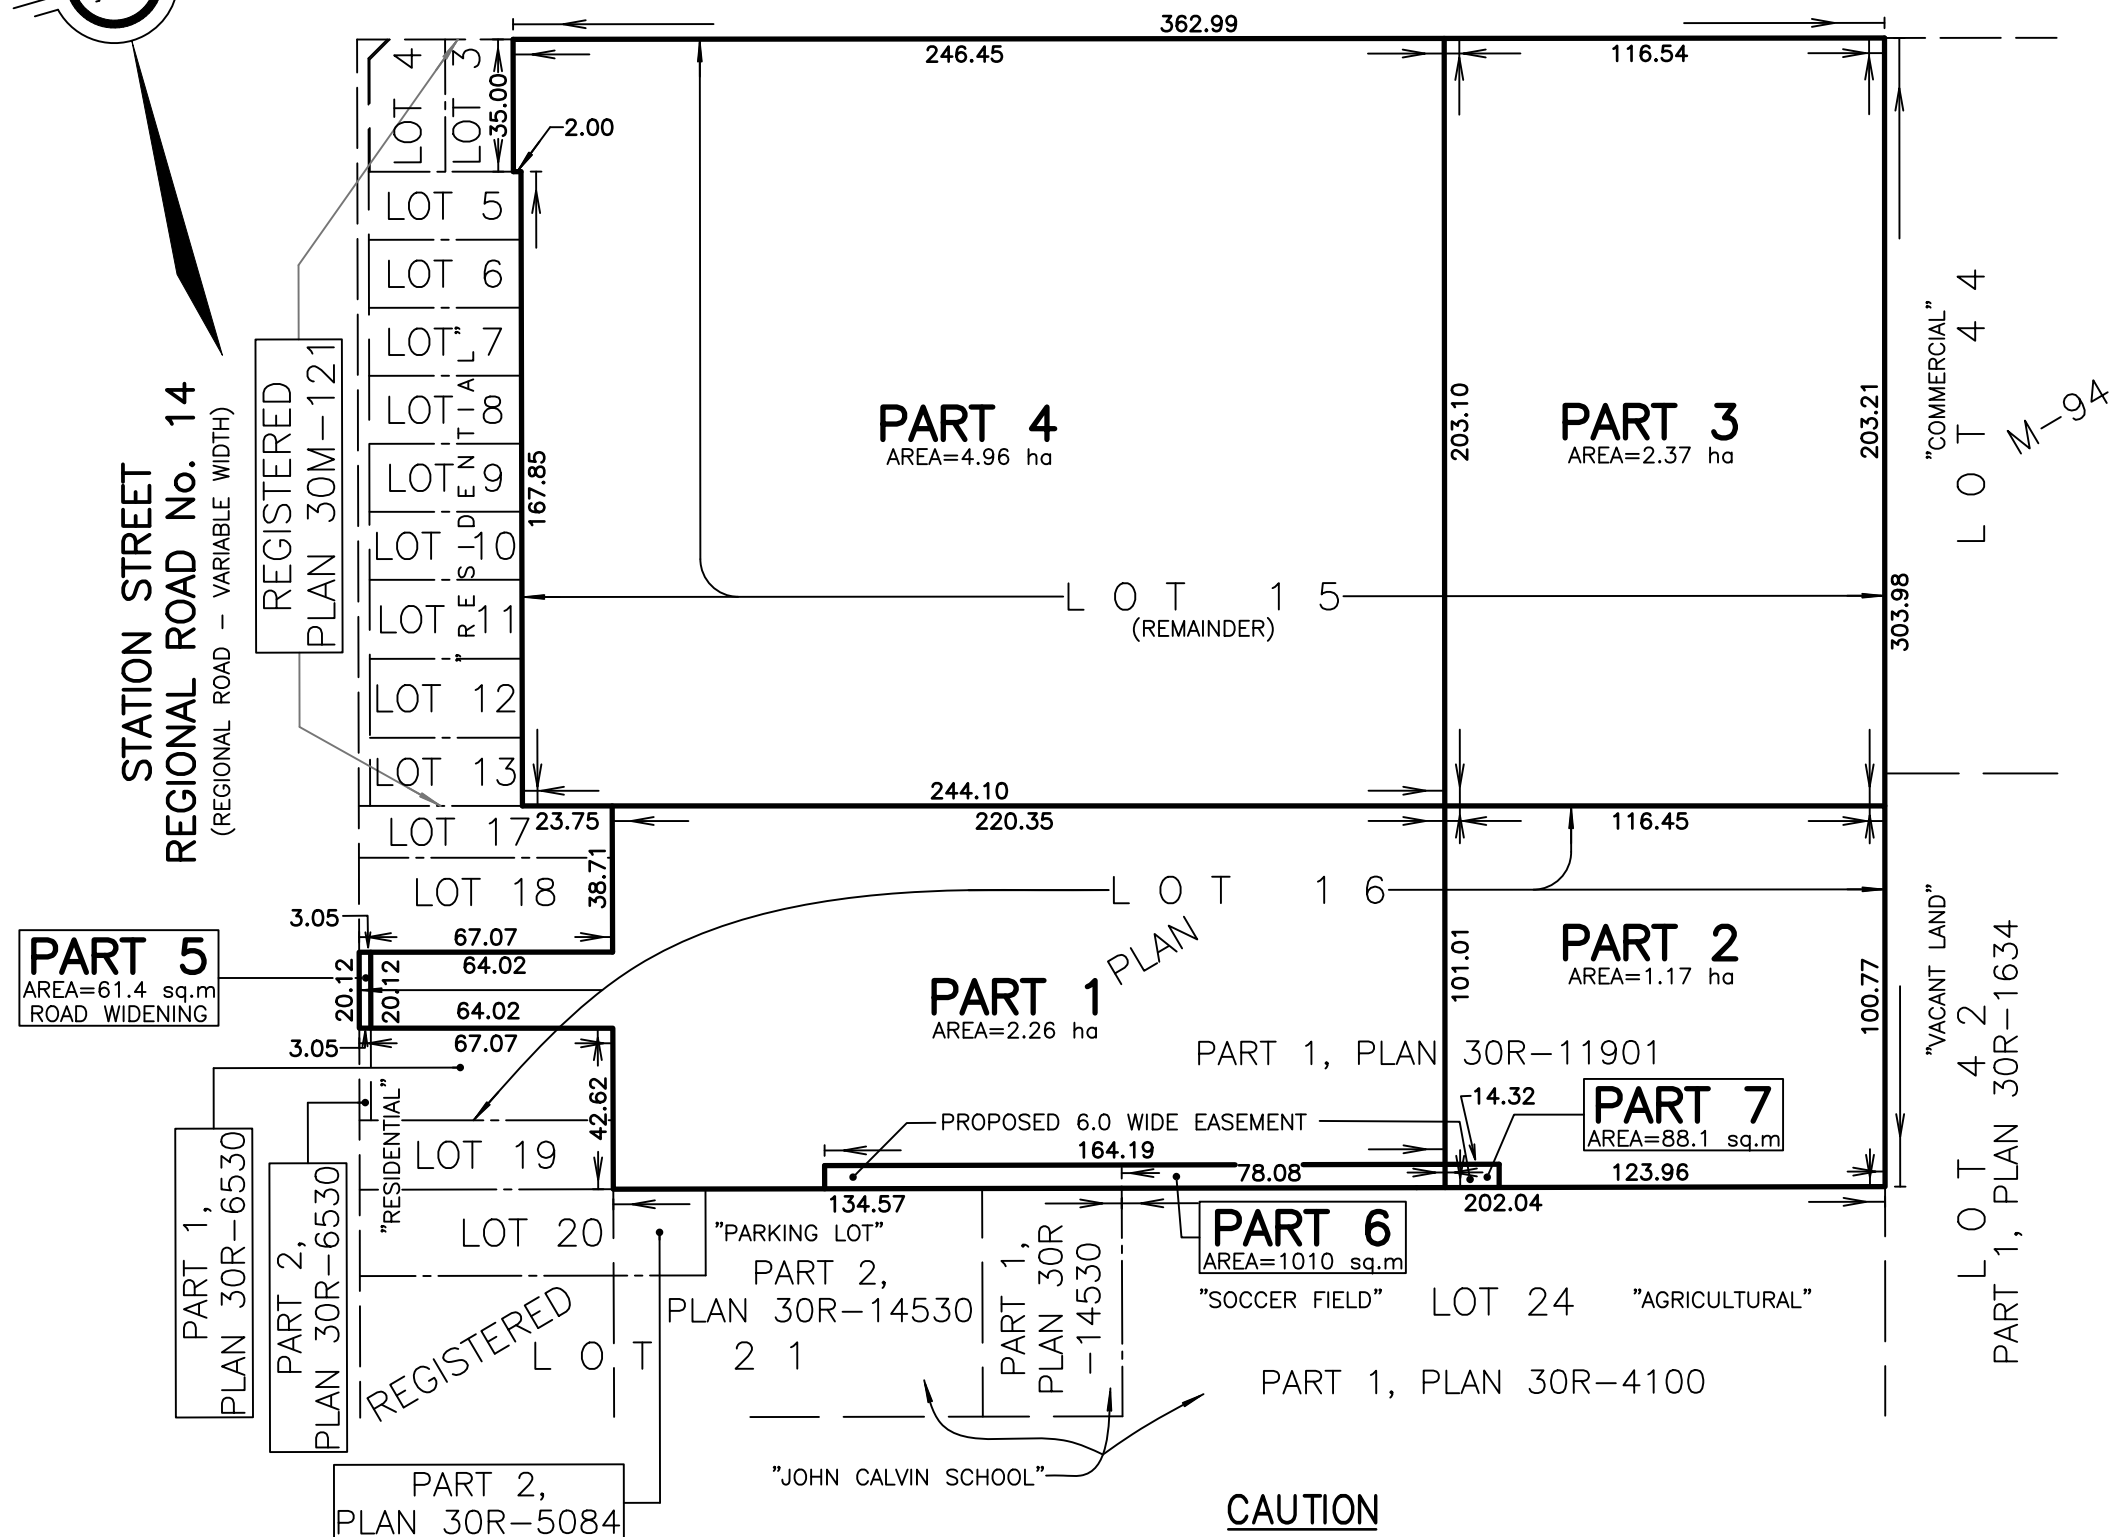 362.99
246.45
116.54
LOT 4
LOT 3
35.00
2.00
LOT 5
LOT 6
LOT 7
LOT 8
LOT 9
LOT 10
LOT 11
LOT 12
LOT 13
"RESIDENTIAL"
REGISTERED
PLAN 30M-121
STATION STREET
REGIONAL ROAD No. 14
(REGIONAL ROAD - VARIABLE WIDTH)
167.85
PART 4
AREA=4.96 ha
203.10
PART 3
AREA=2.37 ha
203.21
303.98
"COMMERCIAL"
LOT 44
M-94
LOT 15
(REMAINDER)
244.10
LOT 17
23.75
220.35
116.45
LOT 18
38.71
LOT 16
PLAN
3.05
67.07
64.02
PART 5
AREA=61.4 sq.m
ROAD WIDENING
20.12
20.12
64.02
67.07
3.05
PART 1
AREA=2.26 ha
101.01
PART 2
AREA=1.17 ha
100.77
"VACANT LAND"
LOT 42
PART 1, PLAN 30R-1634
PART 1, PLAN 30R-11901
42.62
"RESIDENTIAL"
LOT 19
PROPOSED 6.0 WIDE EASEMENT
14.32
PART 7
AREA=88.1 sq.m
164.19
78.08
123.96
134.57
202.04
PART 1,
PLAN 30R-6530
PART 2,
PLAN 30R-6530
LOT 20
"PARKING LOT"
PART 2,
PLAN 30R-14530
PART 1,
PLAN 30R
-14530
PART 6
AREA=1010 sq.m
"SOCCER FIELD"
LOT 24
"AGRICULTURAL"
REGISTERED
LOT 21
PART 1, PLAN 30R-4100
"JOHN CALVIN SCHOOL"
PART 2,
PLAN 30R-5084
CAUTION